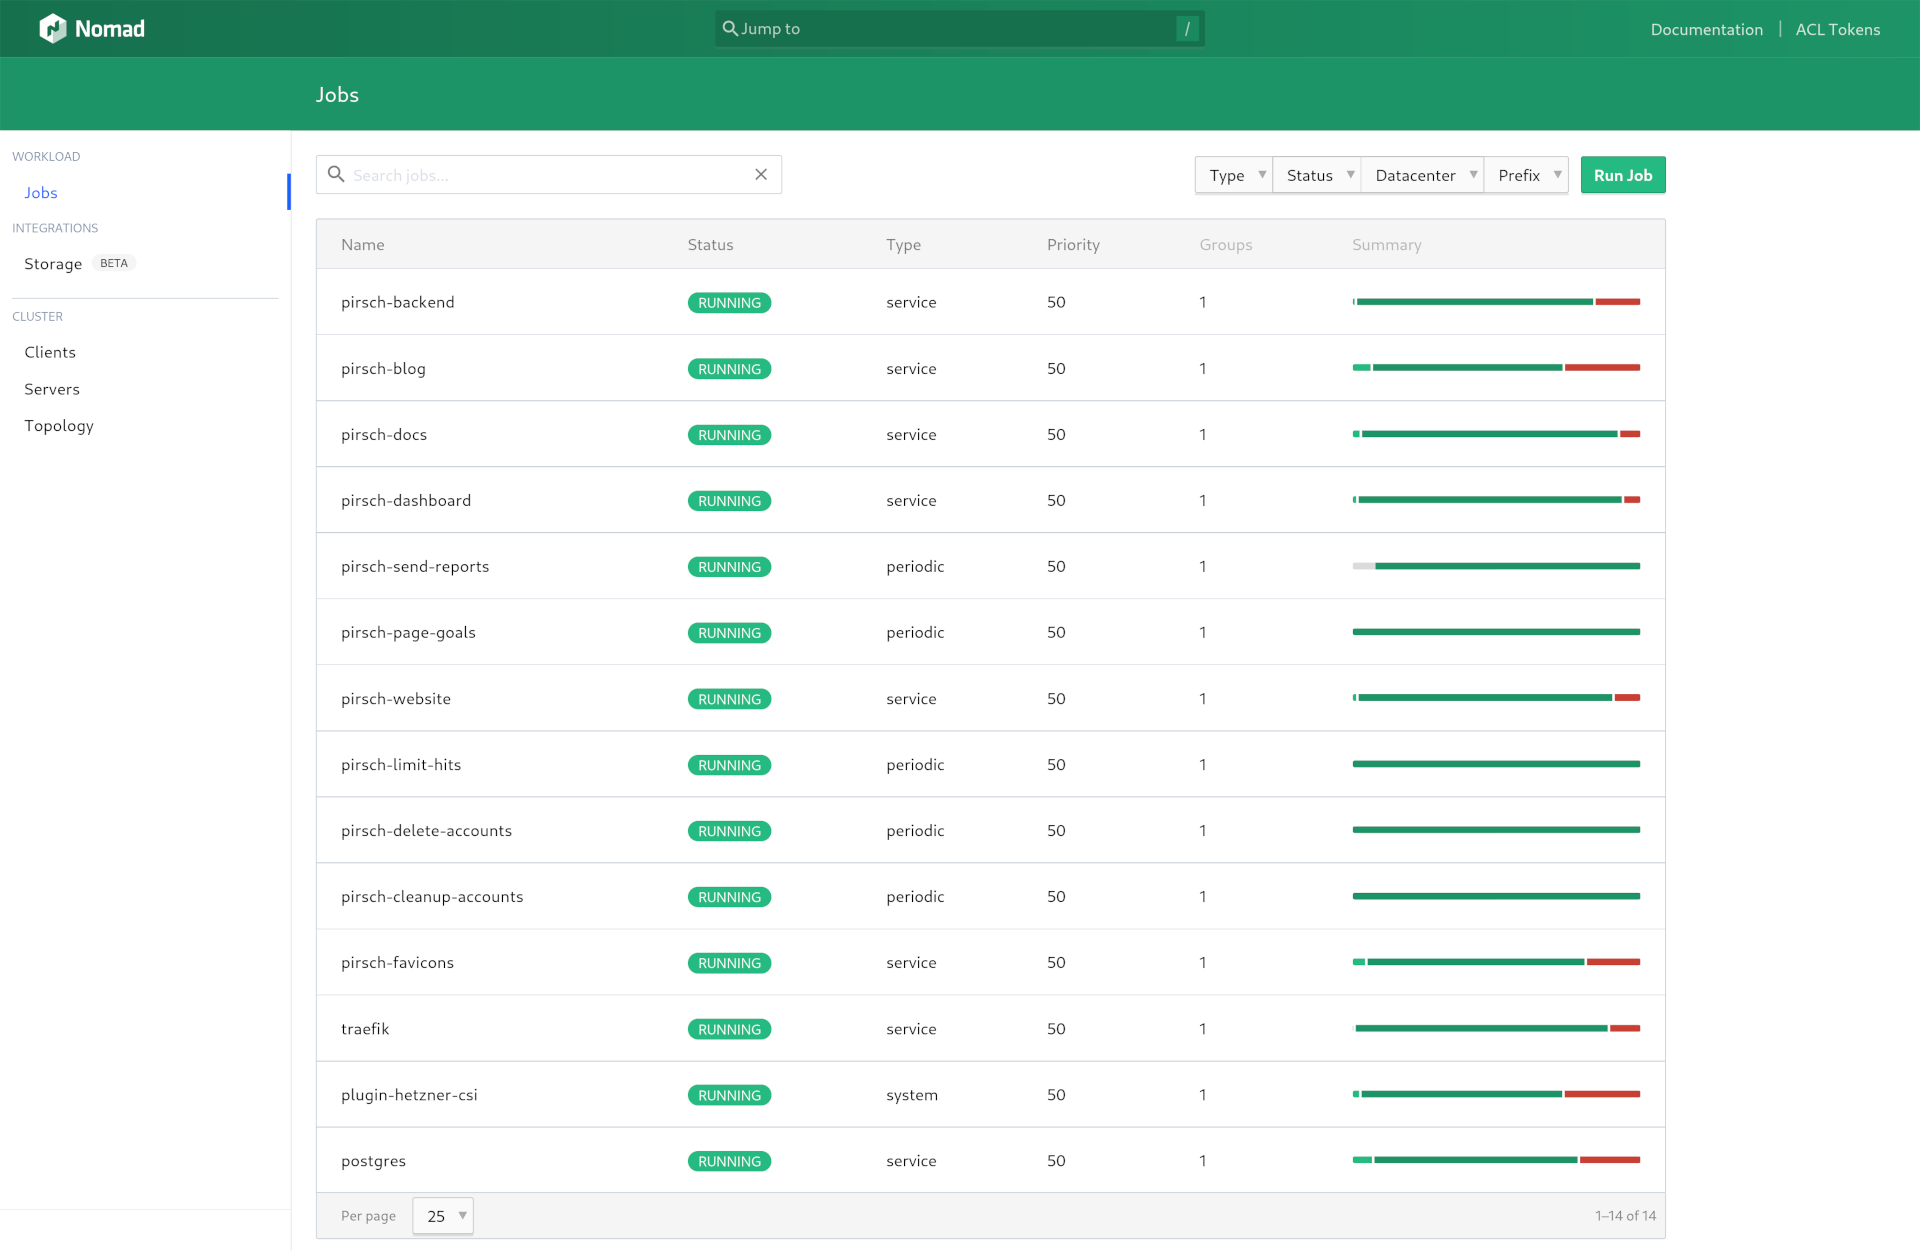 Nomad
Jump to /
Documentation | ACL Tokens
Jobs
WORKLOAD
Jobs
INTEGRATIONS
Storage BETA
CLUSTER
Clients
Servers
Topology
Search jobs...
Type Status Datacenter Prefix Run Job
Name Status Type Priority Groups Summary
pirsch-backend RUNNING service 50 1
pirsch-blog RUNNING service 50 1
pirsch-docs RUNNING service 50 1
pirsch-dashboard RUNNING service 50 1
pirsch-send-reports RUNNING periodic 50 1
pirsch-page-goals RUNNING periodic 50 1
pirsch-website RUNNING service 50 1
pirsch-limit-hits RUNNING periodic 50 1
pirsch-delete-accounts RUNNING periodic 50 1
pirsch-cleanup-accounts RUNNING periodic 50 1
pirsch-favicons RUNNING service 50 1
traefik RUNNING service 50 1
plugin-hetzner-csi RUNNING system 50 1
postgres RUNNING service 50 1
Per page 25 1–14 of 14